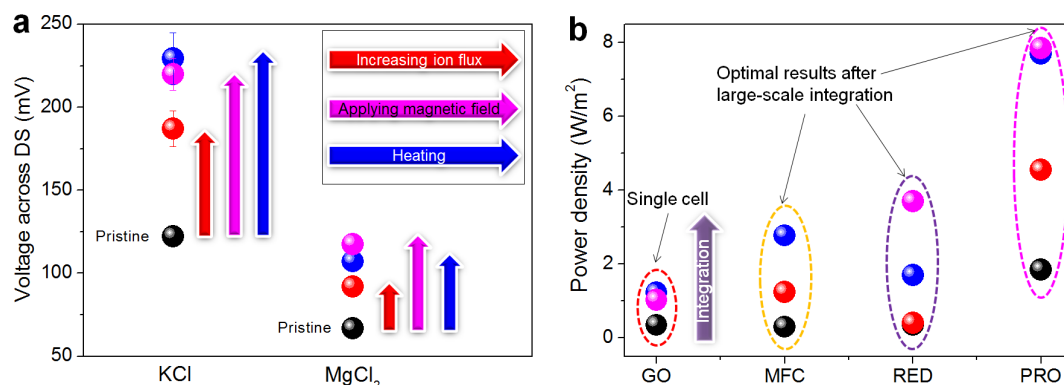 a
250
200
150
100
50
Voltage across DS (mV)
Increasing ion flux
Applying magnetic field
Heating
Pristine
Pristine
KCl
MgCl2
b
8
6
4
2
0
Power density (W/m²)
Optimal results after
large-scale integration
Single cell
Integration
GO
MFC
RED
PRO